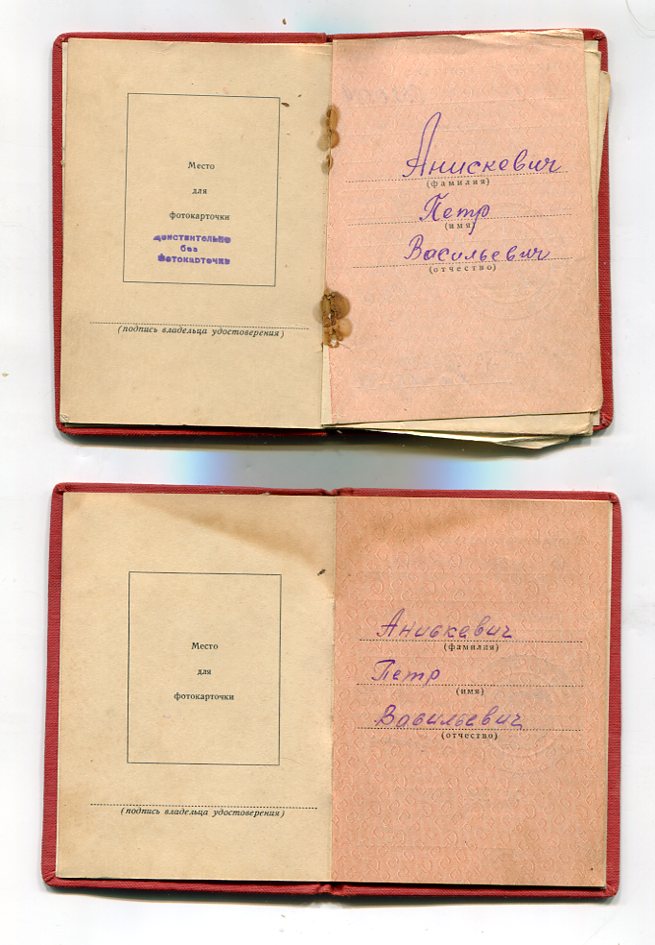 Место
для
фотокарточки
действительно
без
фотокарточки
(подпись владельца удостоверения)
Анискевич
(фамилия)
Петр
(имя)
Васильевич
(отчество)
Место
для
фотокарточки
(подпись владельца удостоверения)
Анискевич
(фамилия)
Петр
(имя)
Васильевич
(отчество)